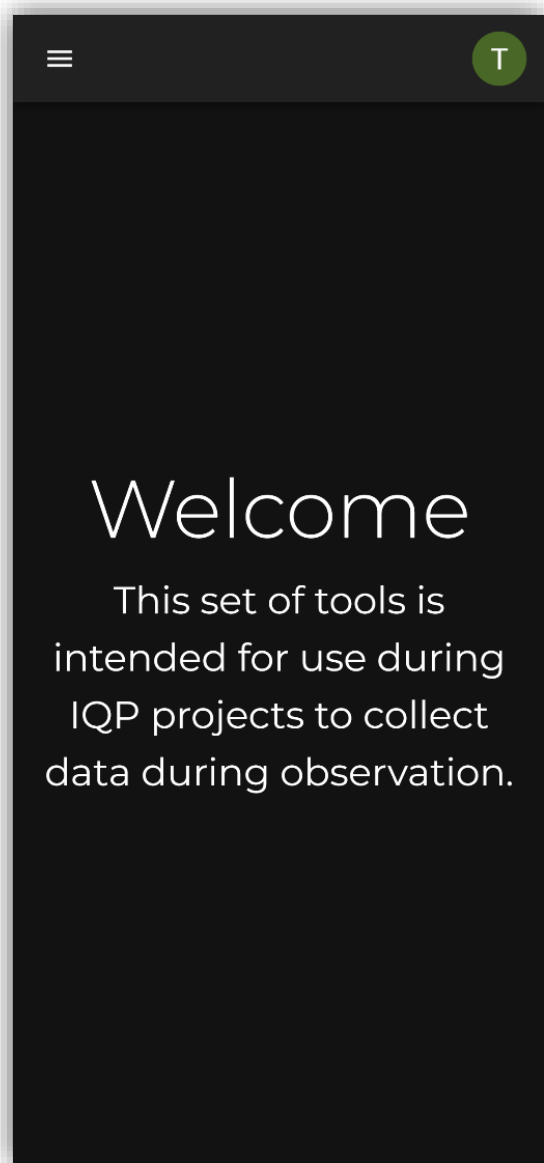 T
Welcome
This set of tools is
intended for use during
IQP projects to collect
data during observation.